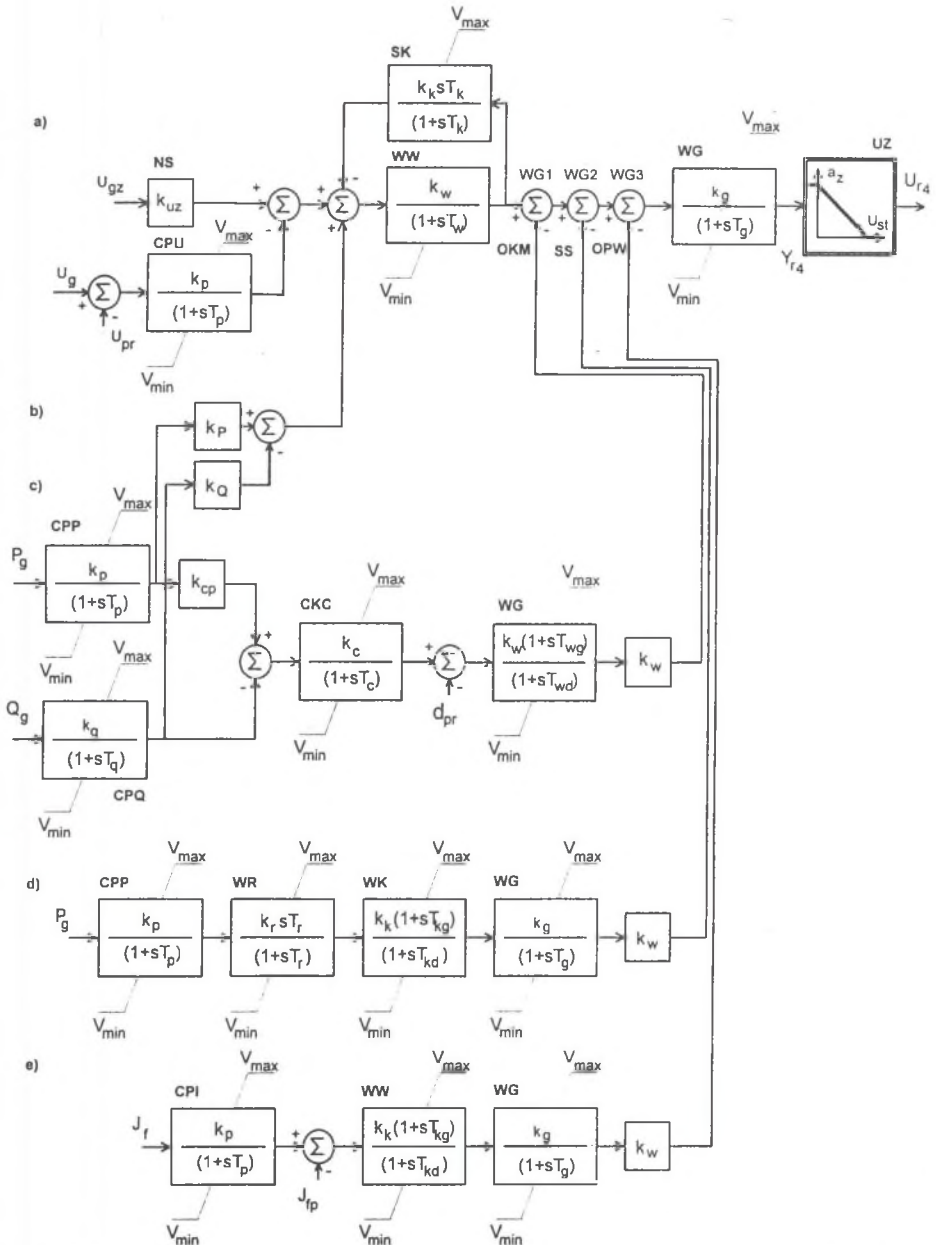 V_max
SK
k_k sT_k
(1+sT_k)
a)
V_max
NS
WW
WG
UZ
U_gz
k_uz
+ Σ -
+ - Σ +
k_w
(1+sT_w)
WG1 WG2 WG3
+ Σ - + Σ - + Σ -
OKM SS OPW
k_g
(1+sT_g)
a_z
U_st
U_r4
Y_r4
V_max
CPU
U_g
+ Σ -
U_pr
k_p
(1+sT_p)
V_min
V_min
V_min
b)
k_P
+ Σ -
c)
k_Q
V_max
CPP
P_g
k_p
(1+sT_p)
k_cp
V_max
V_max
CKC
WG
V_min
V_max
+ Σ -
k_c
(1+sT_c)
+ Σ -
d_pr
k_w(1+sT_wg)
(1+sT_wd)
k_w
Q_g
k_q
(1+sT_q)
V_min
V_min
CPQ
V_min
V_max
V_max
V_max
V_max
d)
CPP
WR
WK
WG
P_g
k_p
(1+sT_p)
k_r sT_r
(1+sT_r)
k_k(1+sT_kg)
(1+sT_kd)
k_g
(1+sT_g)
k_w
V_min
V_min
V_min
V_min
e)
V_max
V_max
V_max
CPI
WW
WG
J_f
k_p
(1+sT_p)
+ Σ -
J_fp
k_k(1+sT_kg)
(1+sT_kd)
k_g
(1+sT_g)
k_w
V_min
V_min
V_min